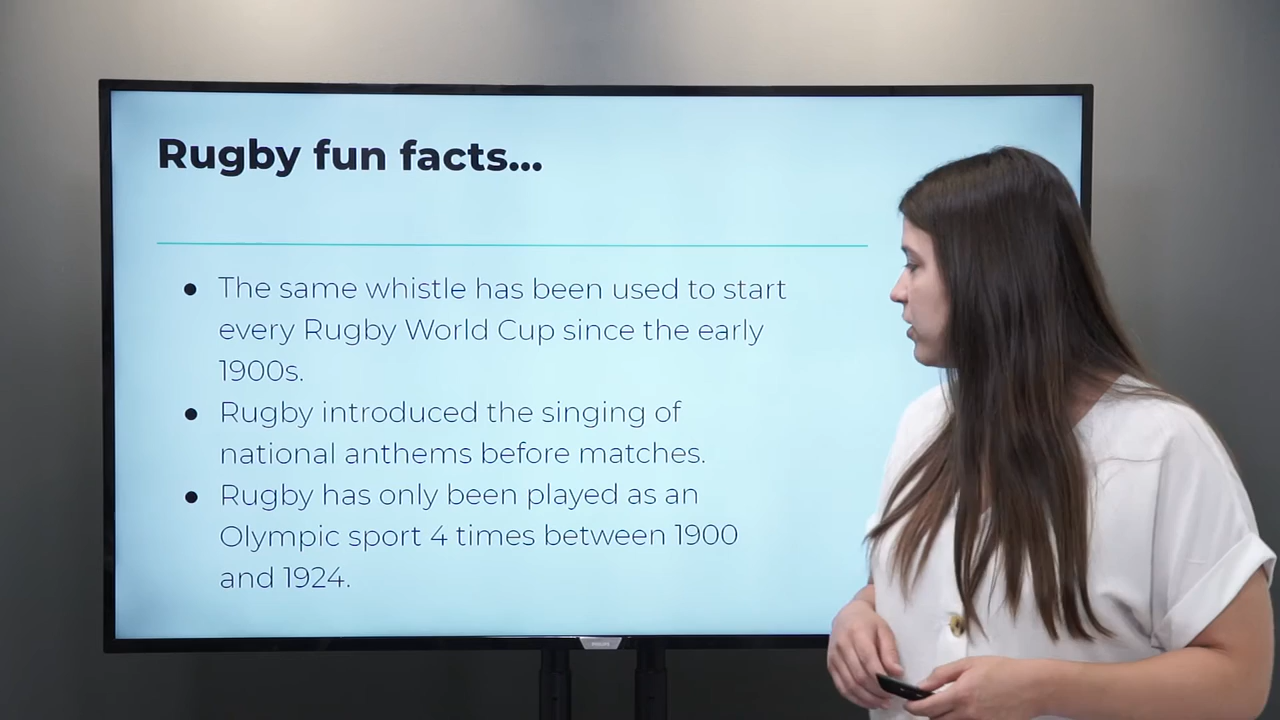 Rugby fun facts...
● The same whistle has been used to start
every Rugby World Cup since the early
1900s.
● Rugby introduced the singing of
national anthems before matches.
● Rugby has only been played as an
Olympic sport 4 times between 1900
and 1924.